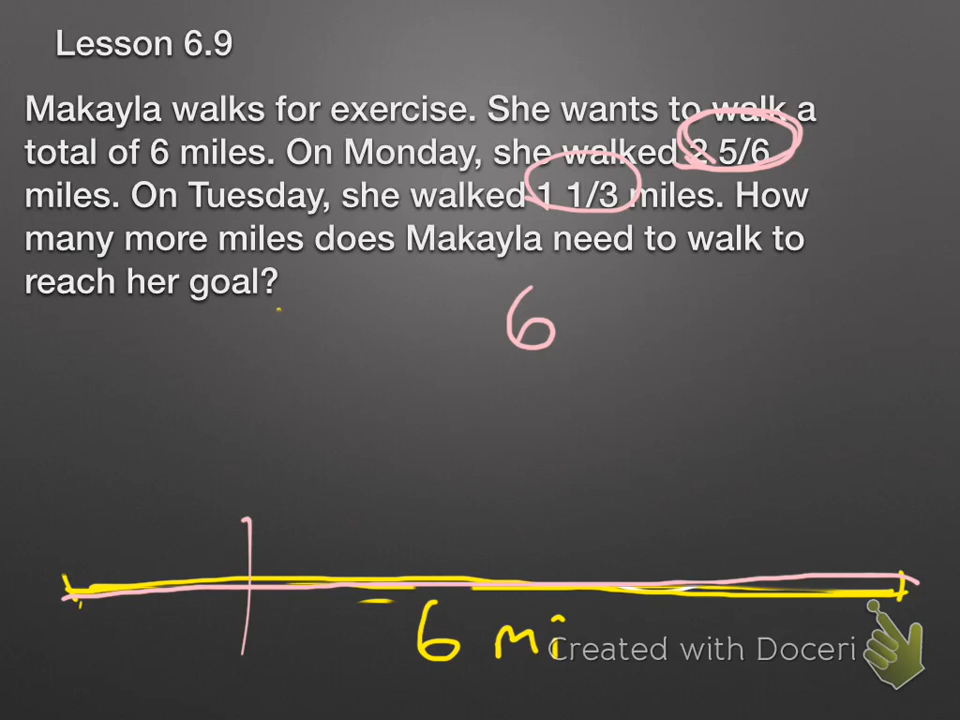 Lesson 6.9
Makayla walks for exercise. She wants to walk a
total of 6 miles. On Monday, she walked 2 5/6
miles. On Tuesday, she walked 1 1/3 miles. How
many more miles does Makayla need to walk to
reach her goal?
6
6 mi
Created with Doceri